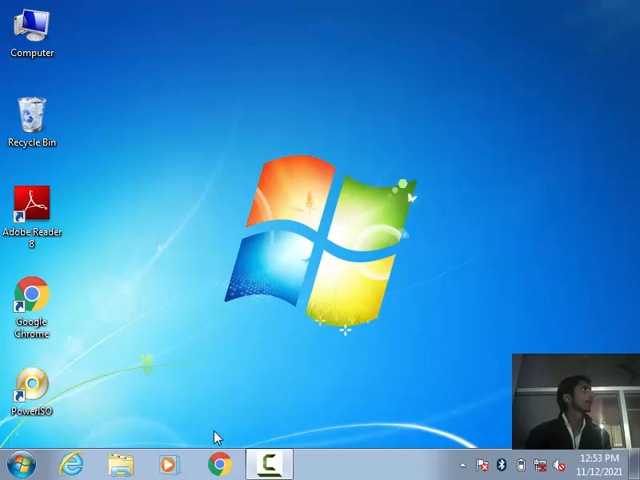 Computer
Recycle Bin
Adobe Reader
8
Google
Chrome
PowerISO
12:53 PM
11/12/2021